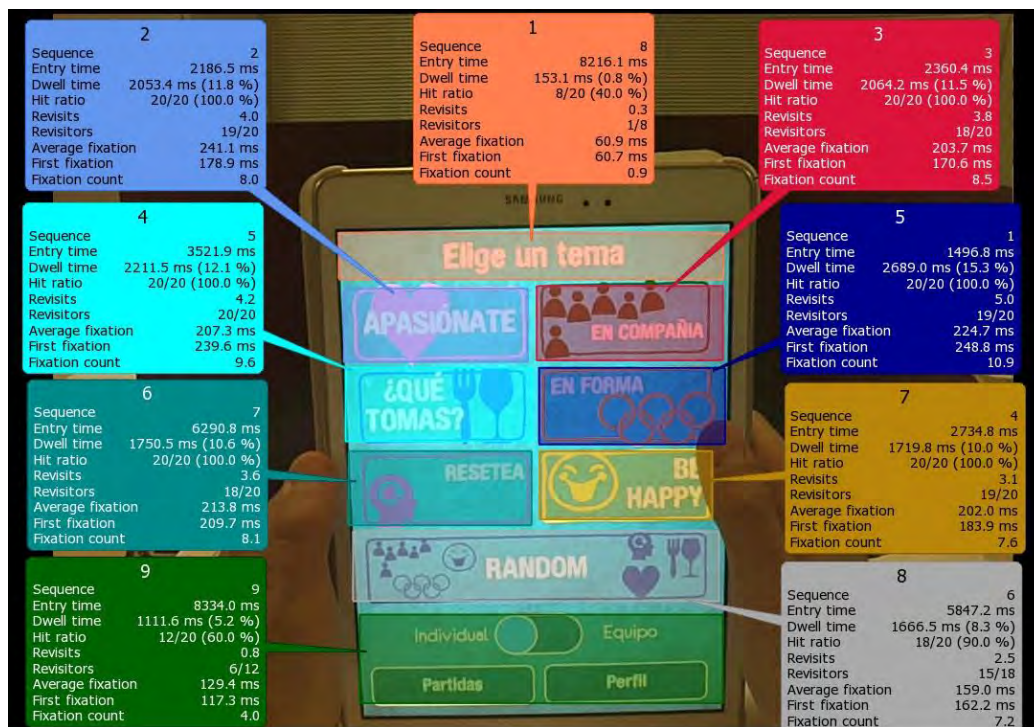 2
Sequence 2
Entry time 2186.5 ms
Dwell time 2053.4 ms (11.8 %)
Hit ratio 20/20 (100.0 %)
Revisits 4.0
Revisitors 19/20
Average fixation 241.1 ms
First fixation 178.9 ms
Fixation count 8.0
1
Sequence 8
Entry time 8216.1 ms
Dwell time 153.1 ms (0.8 %)
Hit ratio 8/20 (40.0 %)
Revisits 0.3
Revisitors 1/8
Average fixation 60.9 ms
First fixation 60.7 ms
Fixation count 0.9
3
Sequence 3
Entry time 2360.4 ms
Dwell time 2064.2 ms (11.5 %)
Hit ratio 20/20 (100.0 %)
Revisits 3.8
Revisitors 18/20
Average fixation 203.7 ms
First fixation 170.6 ms
Fixation count 8.5
4
Sequence 5
Entry time 3521.9 ms
Dwell time 2211.5 ms (12.1 %)
Hit ratio 20/20 (100.0 %)
Revisits 4.2
Revisitors 20/20
Average fixation 207.3 ms
First fixation 239.6 ms
Fixation count 9.6
5
Sequence 1
Entry time 1496.8 ms
Dwell time 2689.0 ms (15.3 %)
Hit ratio 20/20 (100.0 %)
Revisits 5.0
Revisitors 19/20
Average fixation 224.7 ms
First fixation 248.8 ms
Fixation count 10.9
6
Sequence 7
Entry time 6290.8 ms
Dwell time 1750.5 ms (10.6 %)
Hit ratio 20/20 (100.0 %)
Revisits 3.6
Revisitors 18/20
Average fixation 213.8 ms
First fixation 209.7 ms
Fixation count 8.1
7
Sequence 4
Entry time 2734.8 ms
Dwell time 1719.8 ms (10.0 %)
Hit ratio 20/20 (100.0 %)
Revisits 3.1
Revisitors 19/20
Average fixation 202.0 ms
First fixation 183.9 ms
Fixation count 7.6
9
Sequence 9
Entry time 8334.0 ms
Dwell time 1111.6 ms (5.2 %)
Hit ratio 12/20 (60.0 %)
Revisits 0.8
Revisitors 6/12
Average fixation 129.4 ms
First fixation 117.3 ms
Fixation count 4.0
8
Sequence 6
Entry time 5847.2 ms
Dwell time 1666.5 ms (8.3 %)
Hit ratio 18/20 (90.0 %)
Revisits 2.5
Revisitors 15/18
Average fixation 159.0 ms
First fixation 162.2 ms
Fixation count 7.2
SAMSUNG
Elige un tema
APASIÓNATE
EN COMPAÑIA
¿QUÉ
TOMAS?
EN FORMA
RESETEA
BE
HAPPY
RANDOM
Individual Equipo
Partidas Perfil